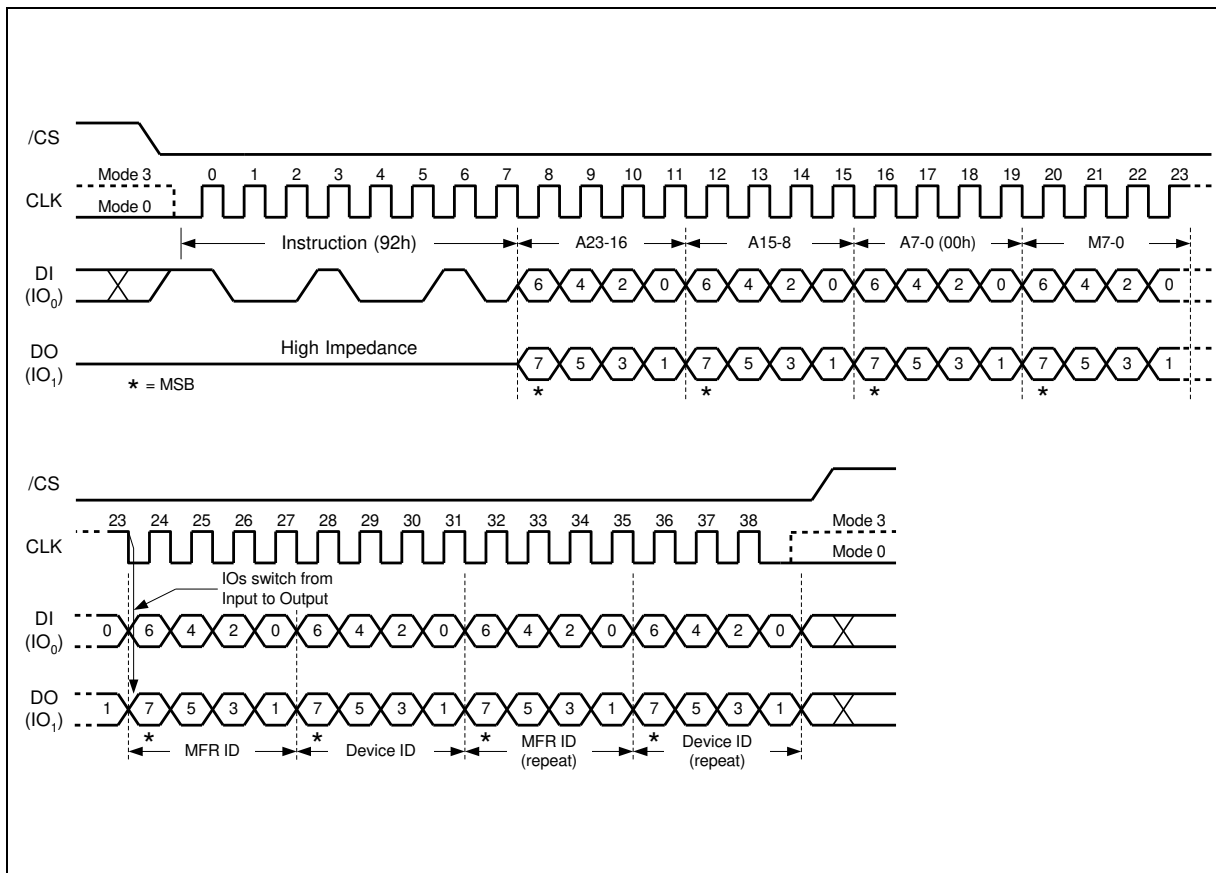 /CS
Mode 3 0 1 2 3 4 5 6 7 8 9 10 11 12 13 14 15 16 17 18 19 20 21 22 23
CLK
Mode 0
Instruction (92h) A23-16 A15-8 A7-0 (00h) M7-0
DI
(IO0) 6 4 2 0 6 4 2 0 6 4 2 0 6 4 2 0
High Impedance
DO
(IO1) 7 5 3 1 7 5 3 1 7 5 3 1 7 5 3 1
* = MSB * * * *
/CS
23 24 25 26 27 28 29 30 31 32 33 34 35 36 37 38 Mode 3
CLK
Mode 0
IOs switch from
Input to Output
DI
(IO0) 0 6 4 2 0 6 4 2 0 6 4 2 0 6 4 2 0
DO
(IO1) 1 7 5 3 1 7 5 3 1 7 5 3 1 7 5 3 1
* * * *
MFR ID Device ID MFR ID
(repeat) Device ID
(repeat)